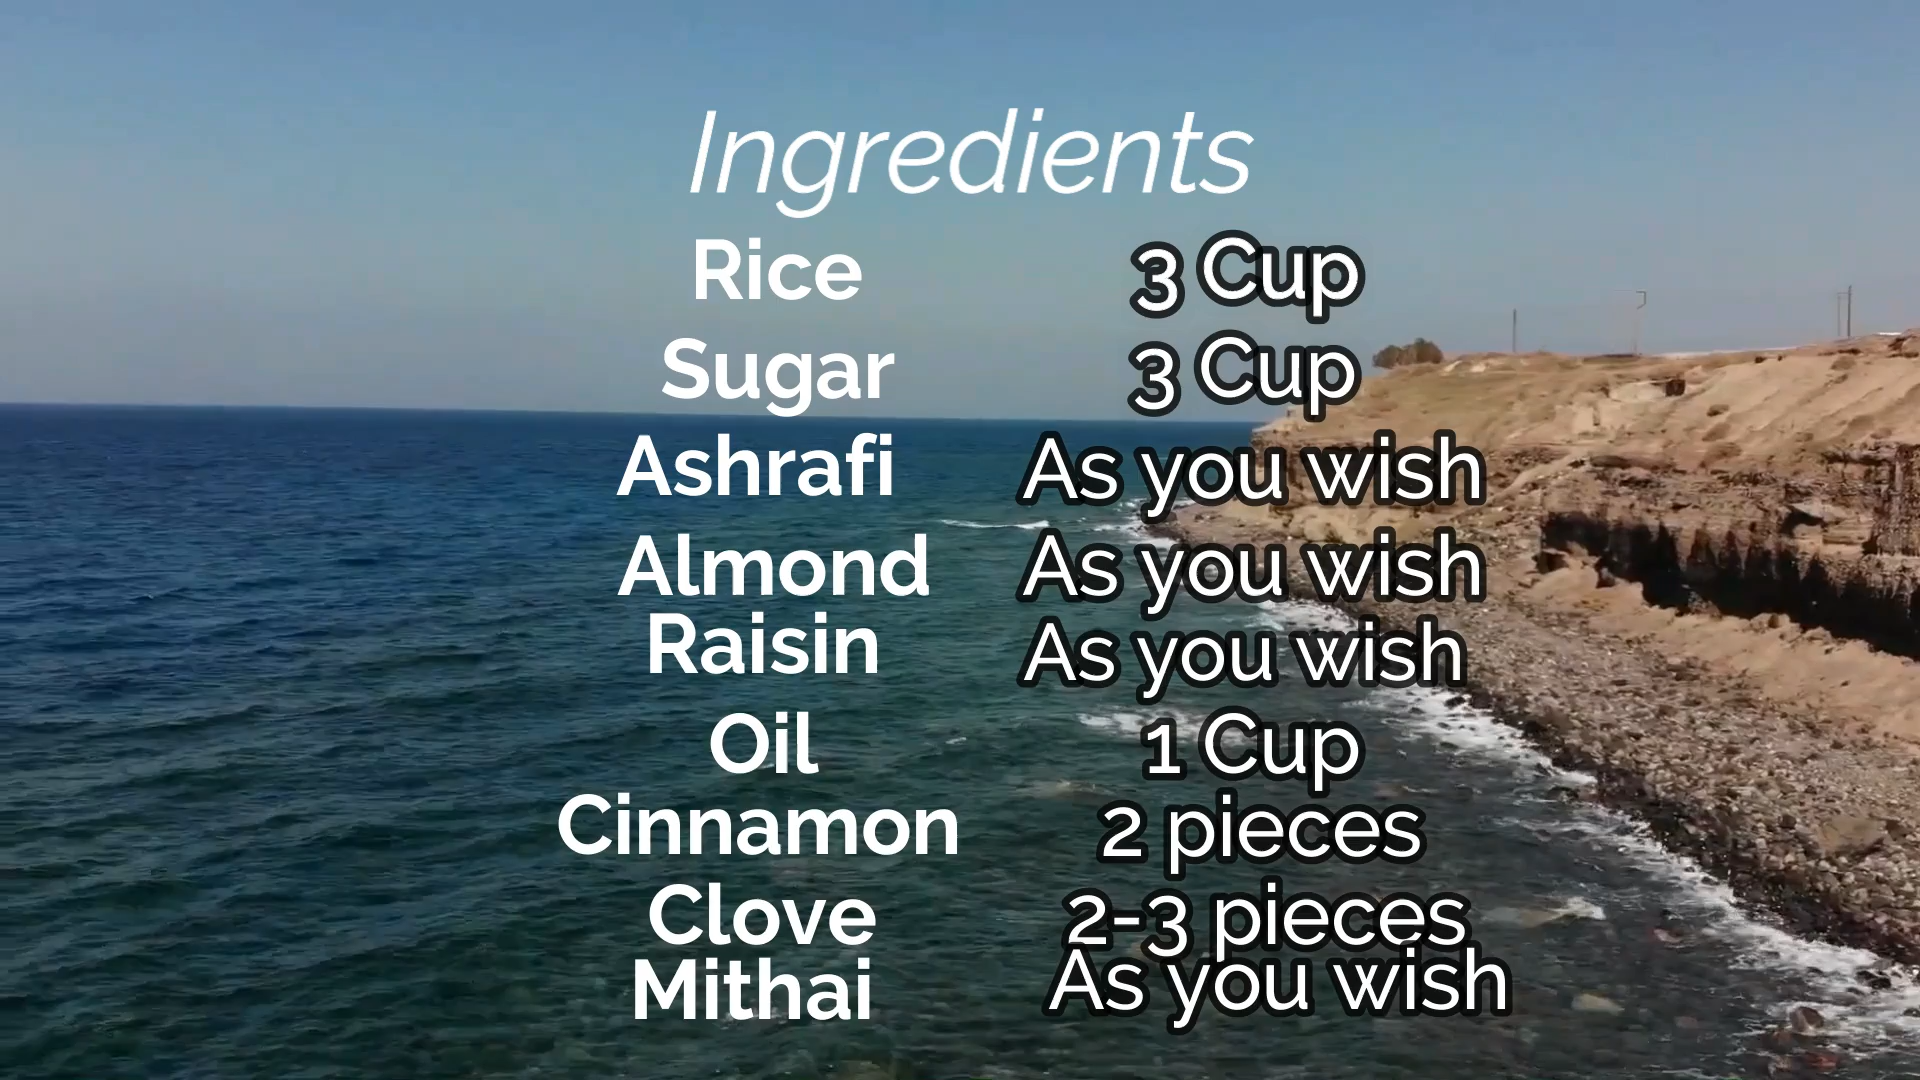 Ingredients
Rice 3 Cup
Sugar 3 Cup
Ashrafi As you wish
Almond As you wish
Raisin As you wish
Oil 1 Cup
Cinnamon 2 pieces
Clove 2-3 pieces
Mithai As you wish